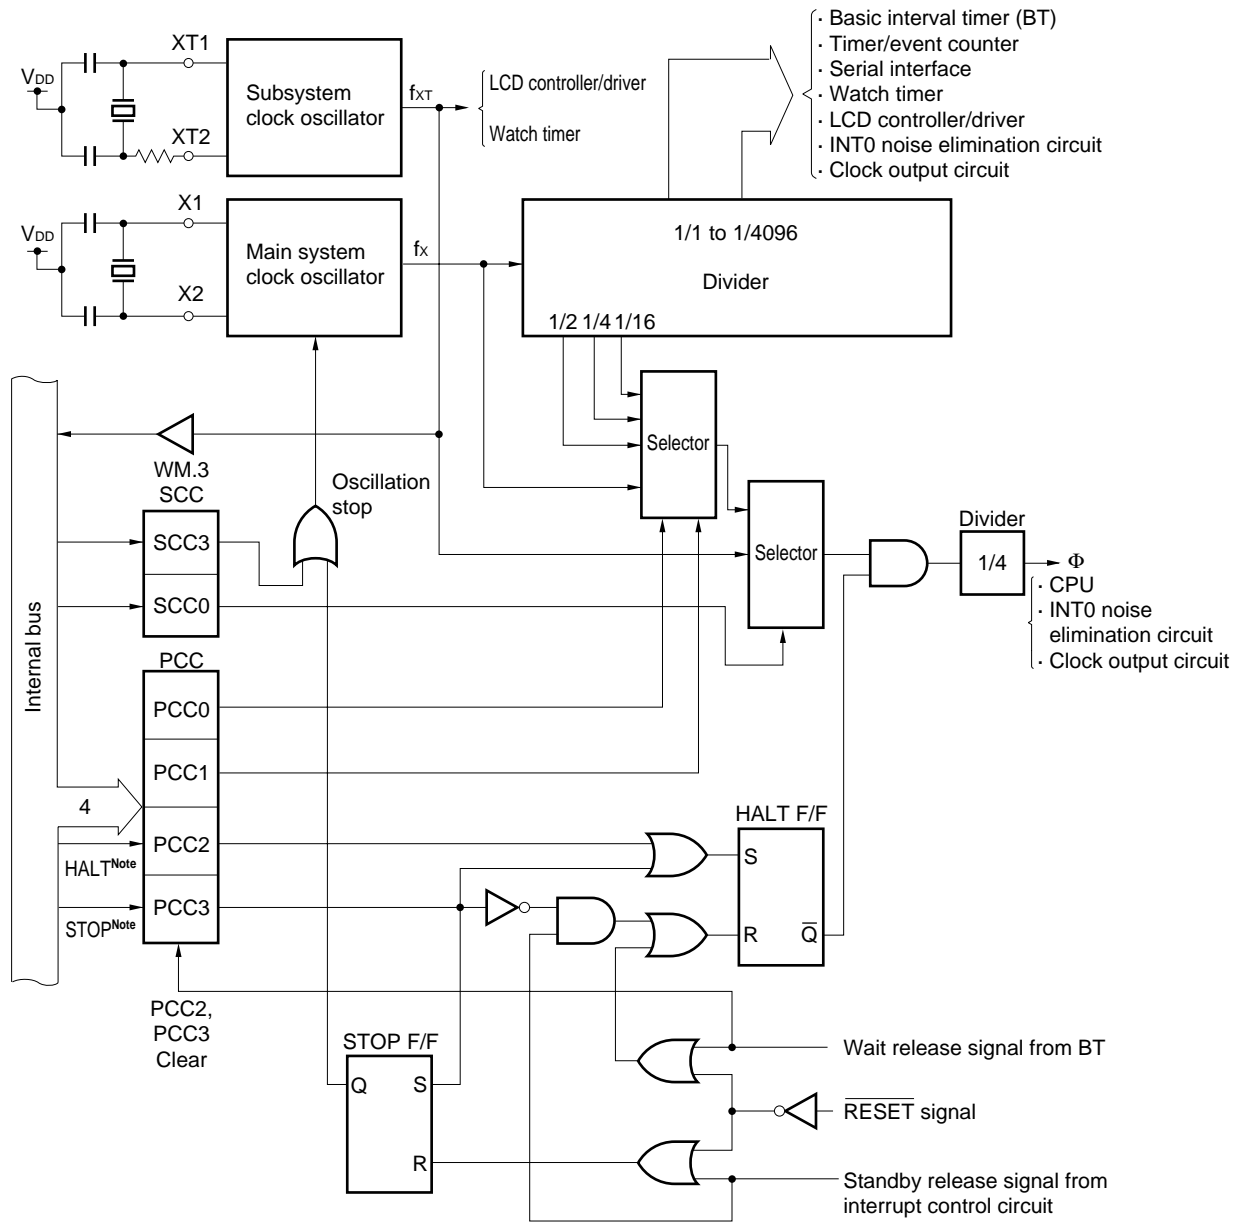 · Basic interval timer (BT)
· Timer/event counter
· Serial interface
· Watch timer
· LCD controller/driver
· INT0 noise elimination circuit
· Clock output circuit
XT1
VDD
XT2
Subsystem
clock oscillator
fXT
LCD controller/driver
Watch timer
X1
VDD
X2
Main system
clock oscillator
fX
1/1 to 1/4096
Divider
1/2 1/4 1/16
Selector
WM.3
SCC
Oscillation
stop
SCC3
SCC0
Selector
Divider
1/4
Φ
· CPU
· INT0 noise
elimination circuit
· Clock output circuit
Internal bus
PCC
PCC0
PCC1
4
PCC2
HALTNote
PCC3
STOPNote
HALT F/F
S
R
Q̅
PCC2,
PCC3
Clear
STOP F/F
Q
S
R
Wait release signal from BT
R̅E̅S̅E̅T̅ signal
Standby release signal from
interrupt control circuit